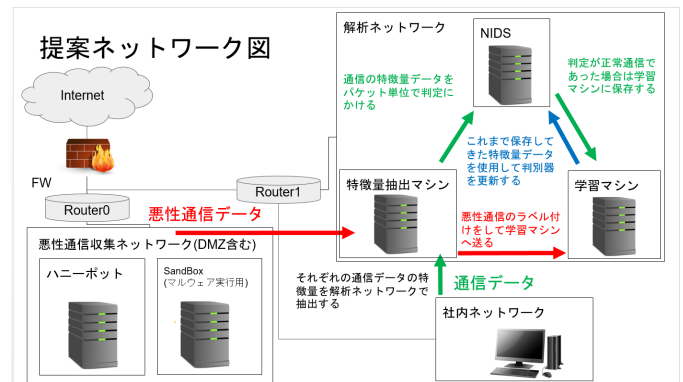 提案ネットワーク図
Internet
FW
Router0
Router1
悪性通信データ
悪性通信収集ネットワーク(DMZ含む)
ハニーポット
SandBox
(マルウェア実行用)
解析ネットワーク
NIDS
通信の特徴量データを
パケット単位で判定に
かける
判定が正常通信で
あった場合は学習
マシンに保存する
これまで保存して
きた特徴量データ
を使用して判別器
を更新する
特徴量抽出マシン
学習マシン
悪性通信のラベル付
けをして学習マシン
へ送る
それぞれの通信データの特
徴量を解析ネットワークで
抽出する
通信データ
社内ネットワーク